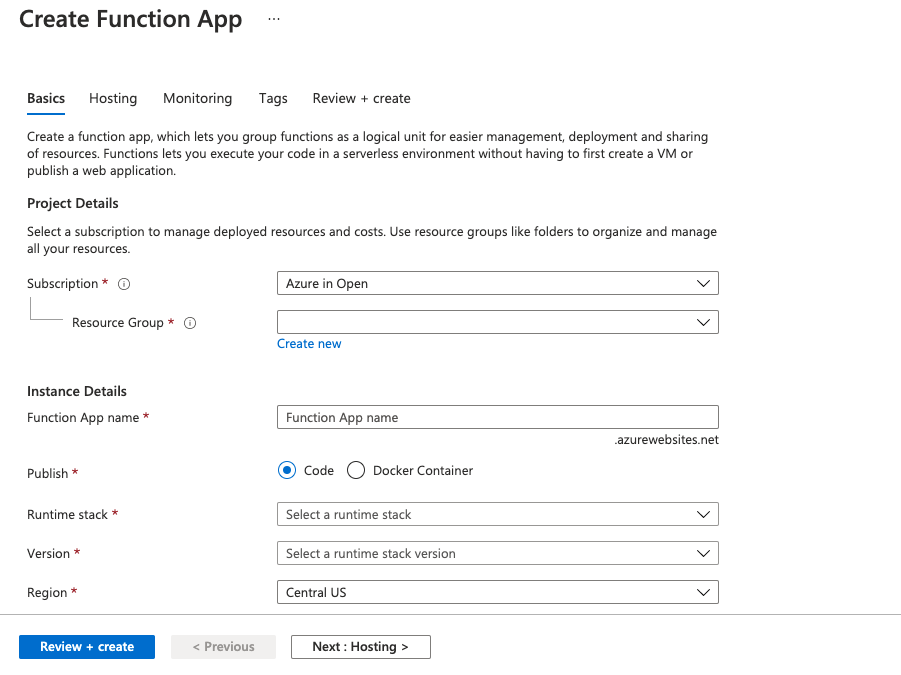 Create Function App ...
Basics Hosting Monitoring Tags Review + create
Create a function app, which lets you group functions as a logical unit for easier management, deployment and sharing
of resources. Functions lets you execute your code in a serverless environment without having to first create a VM or
publish a web application.
Project Details
Select a subscription to manage deployed resources and costs. Use resource groups like folders to organize and manage
all your resources.
Subscription * Azure in Open
Resource Group *
Create new
Instance Details
Function App name * Function App name
.azurewebsites.net
Publish * Code Docker Container
Runtime stack * Select a runtime stack
Version * Select a runtime stack version
Region * Central US
Review + create < Previous Next : Hosting >